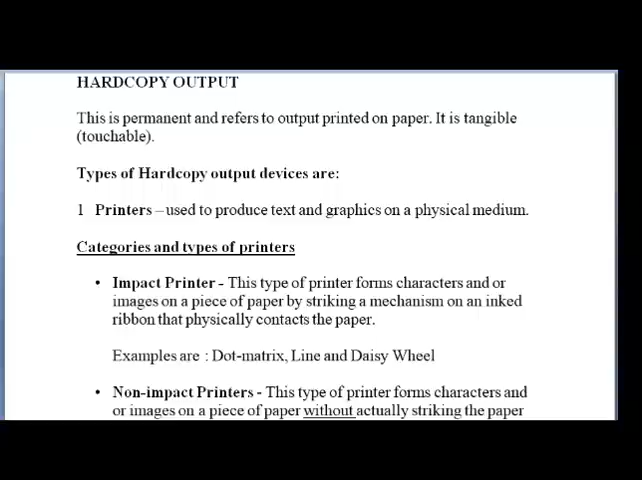 HARDCOPY OUTPUT
This is permanent and refers to output printed on paper. It is tangible
(touchable).
Types of Hardcopy output devices are:
1 Printers – used to produce text and graphics on a physical medium.
Categories and types of printers
• Impact Printer - This type of printer forms characters and or
images on a piece of paper by striking a mechanism on an inked
ribbon that physically contacts the paper.
Examples are : Dot-matrix, Line and Daisy Wheel
• Non-impact Printers - This type of printer forms characters and
or images on a piece of paper without actually striking the paper